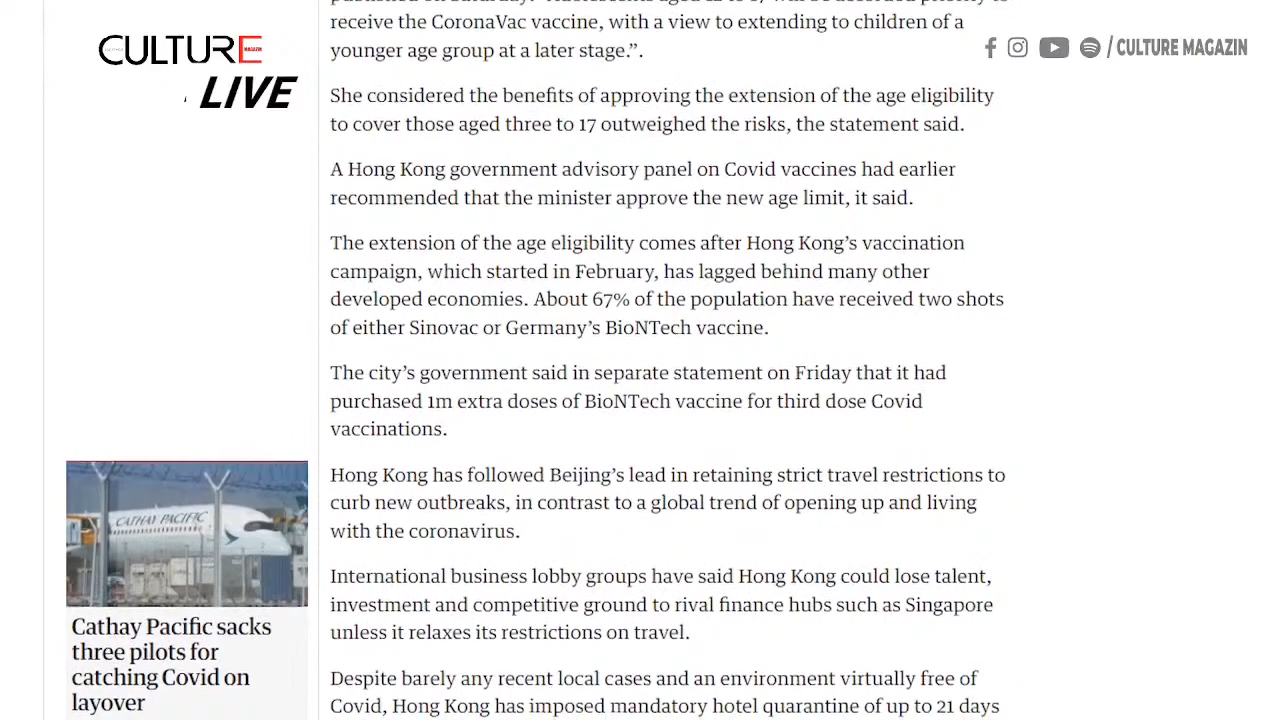 CULTURE
LIVE
/ CULTURE MAGAZIN
receive the CoronaVac vaccine, with a view to extending to children of a
younger age group at a later stage.”.
She considered the benefits of approving the extension of the age eligibility
to cover those aged three to 17 outweighed the risks, the statement said.
A Hong Kong government advisory panel on Covid vaccines had earlier
recommended that the minister approve the new age limit, it said.
The extension of the age eligibility comes after Hong Kong’s vaccination
campaign, which started in February, has lagged behind many other
developed economies. About 67% of the population have received two shots
of either Sinovac or Germany’s BioNTech vaccine.
The city’s government said in separate statement on Friday that it had
purchased 1m extra doses of BioNTech vaccine for third dose Covid
vaccinations.
Hong Kong has followed Beijing’s lead in retaining strict travel restrictions to
curb new outbreaks, in contrast to a global trend of opening up and living
with the coronavirus.
International business lobby groups have said Hong Kong could lose talent,
investment and competitive ground to rival finance hubs such as Singapore
unless it relaxes its restrictions on travel.
Despite barely any recent local cases and an environment virtually free of
Covid, Hong Kong has imposed mandatory hotel quarantine of up to 21 days
CATHAY PACIFIC
Cathay Pacific sacks
three pilots for
catching Covid on
layover